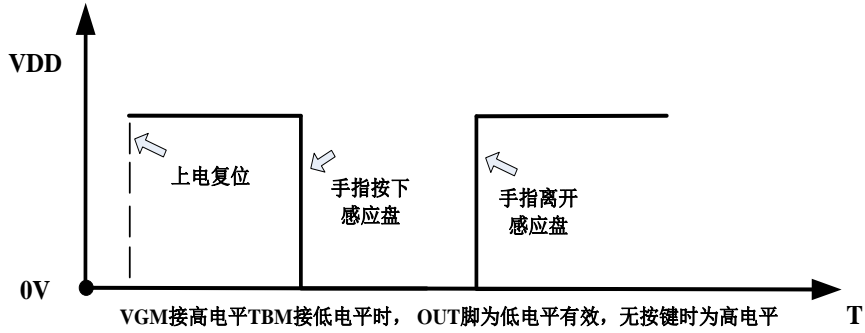 VDD
上电复位
手指按下
感应盘
手指离开
感应盘
0V
VGM接高电平TBM接低电平时， OUT脚为低电平有效，无按键时为高电平
T